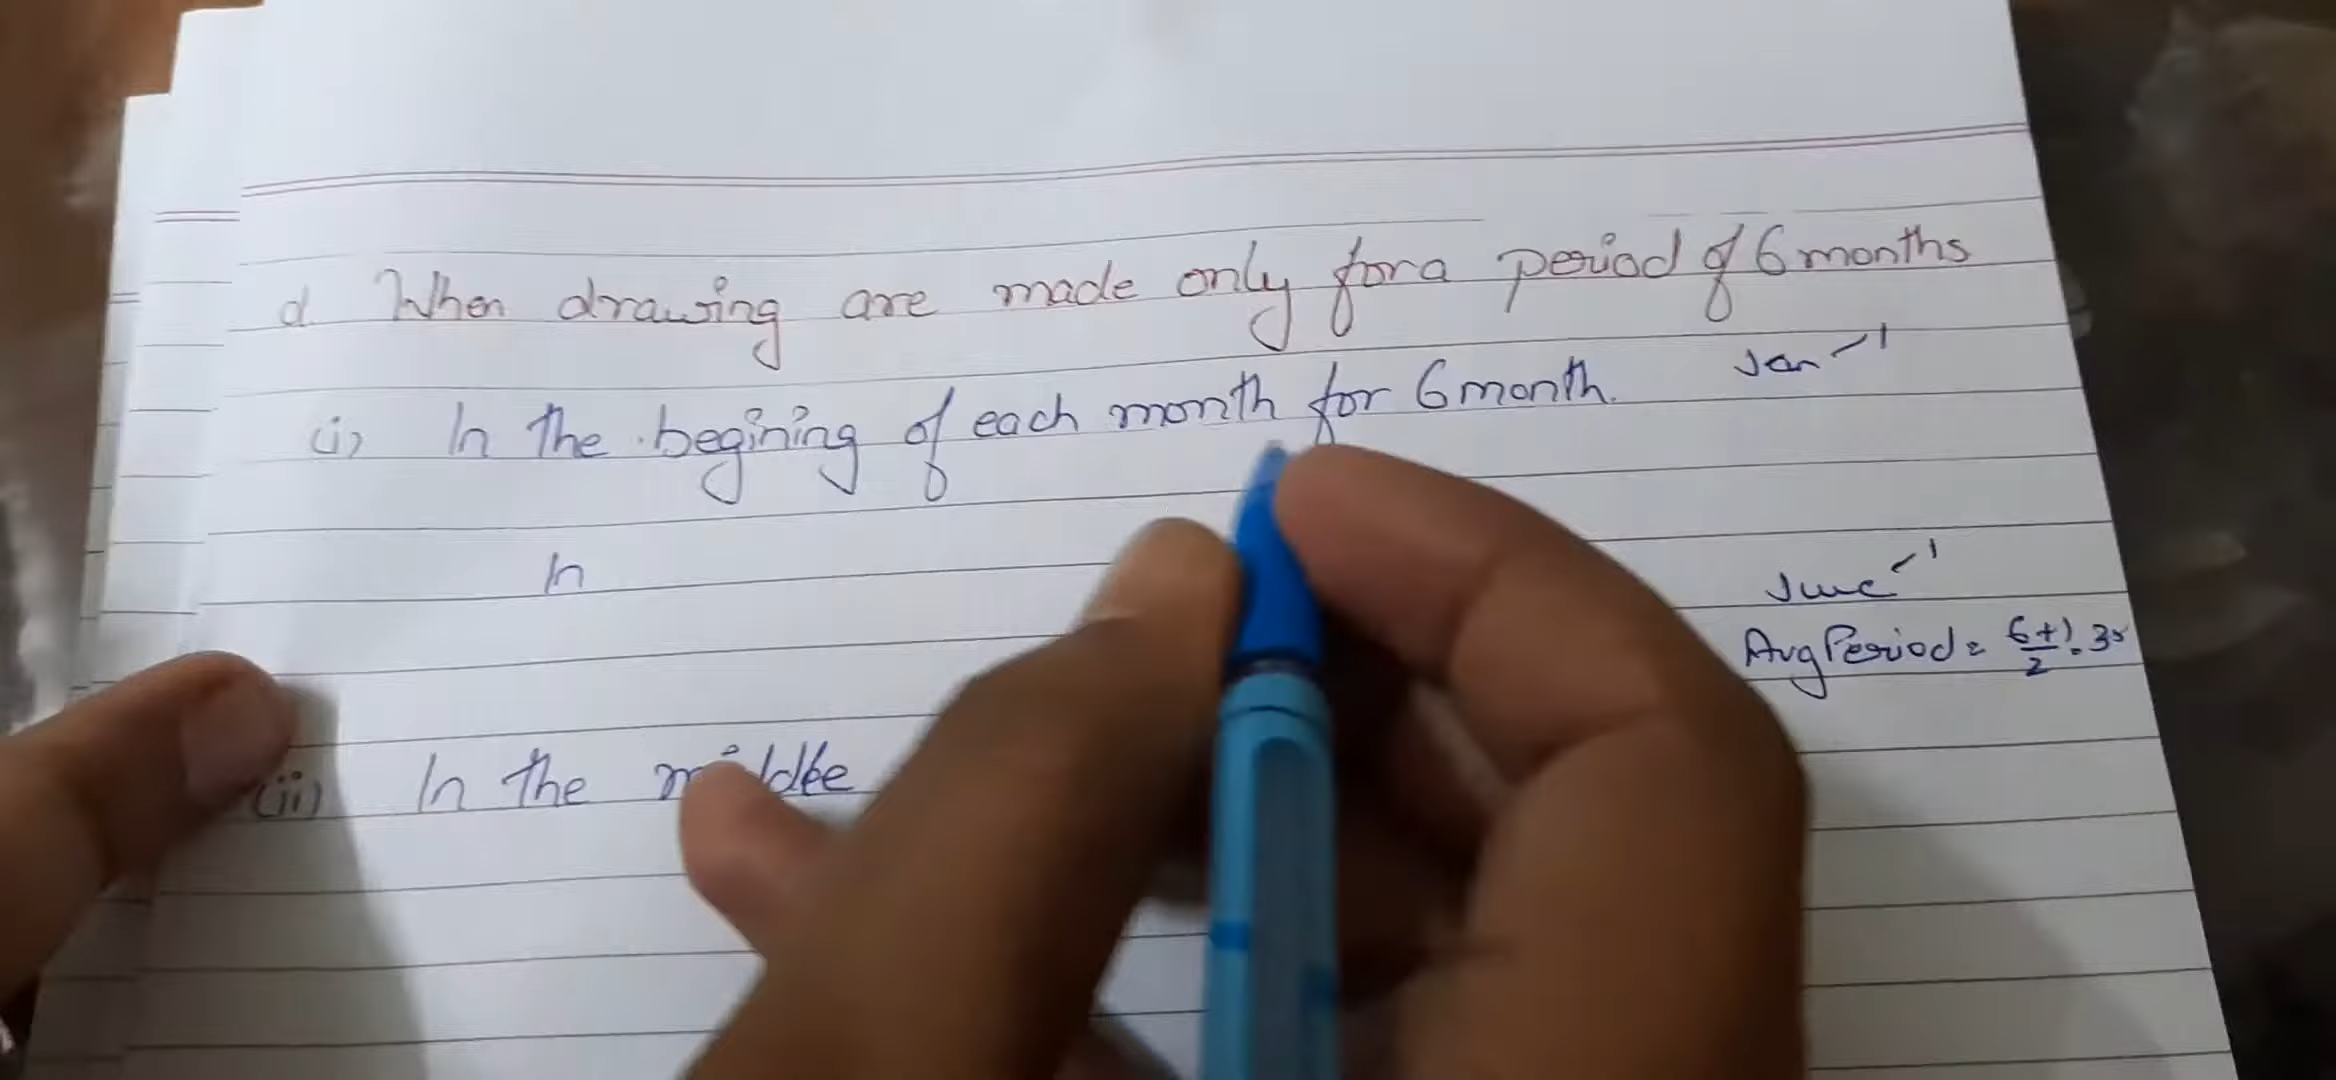 d When drawing are made only for a period of 6 months
Jan - 1
(i) In the begining of each month for 6 month.
In
June - 1
Avg Period = 6+1/2 = 3.5
(ii) In the middle